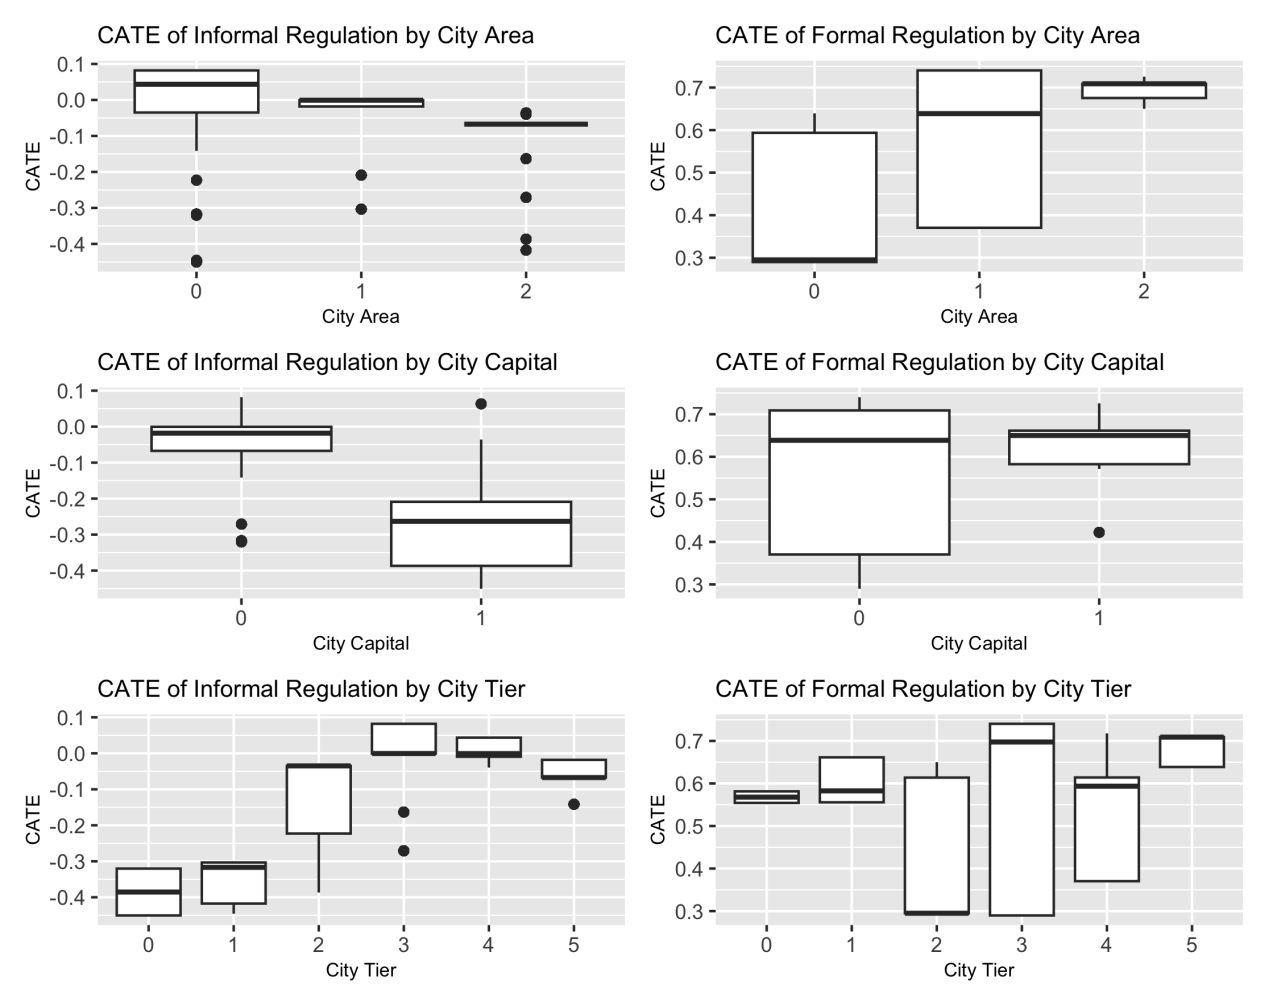 CATE of Informal Regulation by City Area
0.1
0.0
-0.1
-0.2
-0.3
-0.4
CATE
0 1 2
City Area
CATE of Formal Regulation by City Area
0.7
0.6
0.5
0.4
0.3
CATE
0 1 2
City Area
CATE of Informal Regulation by City Capital
0.1
0.0
-0.1
-0.2
-0.3
-0.4
CATE
0 1
City Capital
CATE of Formal Regulation by City Capital
0.7
0.6
0.5
0.4
0.3
CATE
0 1
City Capital
CATE of Informal Regulation by City Tier
0.1
0.0
-0.1
-0.2
-0.3
-0.4
CATE
0 1 2 3 4 5
City Tier
CATE of Formal Regulation by City Tier
0.7
0.6
0.5
0.4
0.3
CATE
0 1 2 3 4 5
City Tier